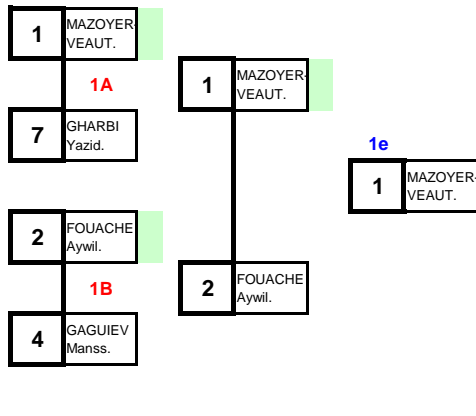 1
MAZOYER-
VEAUT.
1A
7
GHARBI
Yazid.
2
FOUACHE
Aywil.
1B
4
GAGUIEV
Manss.
1
MAZOYER-
VEAUT.
2
FOUACHE
Aywil.
1e
1
MAZOYER-
VEAUT.